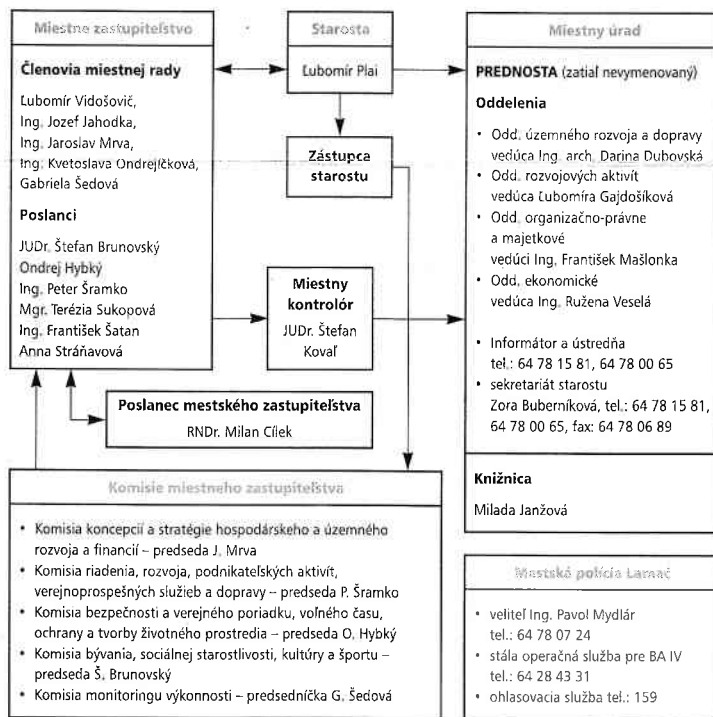 Miestne zastupiteľstvo
Členovia miestnej rady
Ľubomír Vidošovič,
Ing. Jozef Jahodka,
Ing. Jaroslav Mrva,
Ing. Kvetoslava Ondrejíčková,
Gabriela Šedová
Poslanci
JUDr. Štefan Brunovský
Ondrej Hybký
Ing. Peter Šramko
Mgr. Terézia Sukopová
Ing. František Šatan
Anna Stráňavová
Starosta
Ľubomír Plai
Zástupca
starostu
Miestny
kontrolór
JUDr. Štefan
Kovaľ
Poslanec mestského zastupiteľstva
RNDr. Milan Cílek
Miestny úrad
PREDNOSTA (zatiaľ nevymenovaný)
Oddelenia
• Odd. územného rozvoja a dopravy
vedúca Ing. arch. Darina Dubovská
• Odd. rozvojových aktivít
vedúca Ľubomíra Gajdošíková
• Odd. organizačno-právne
a majetkové
vedúci Ing. František Mašlonka
• Odd. ekonomické
vedúca Ing. Ružena Veselá
• Informátor a ústredňa
tel.: 64 78 15 81, 64 78 00 65
• sekretariát starostu
Zora Buberníková, tel.: 64 78 15 81,
64 78 00 65, fax: 64 78 06 89
Knižnica
Milada Janžová
Komisie miestneho zastupiteľstva
• Komisia koncepcií a stratégie hospodárskeho a územného
rozvoja a financií – predseda J. Mrva
• Komisia riadenia, rozvoja, podnikateľských aktivít,
verejnoprospešných služieb a dopravy – predseda P. Šramko
• Komisia bezpečnosti a verejného poriadku, voľného času,
ochrany a tvorby životného prostredia – predseda O. Hybký
• Komisia bývania, sociálnej starostlivosti, kultúry a športu –
predseda Š. Brunovský
• Komisia monitoringu výkonnosti – predsedníčka G. Šedová
Mestská polícia Lamač
• veliteľ Ing. Pavol Mydlár
tel.: 64 78 07 24
• stála operačná služba pre BA IV
tel.: 64 28 43 31
• ohlasovacia služba tel.: 159